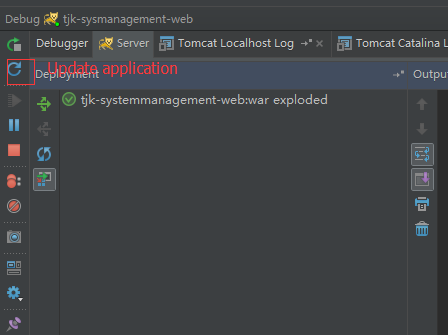 Debug tjk-sysmanagement-web
Debugger Server Tomcat Localhost Log Tomcat Catalina L
Update application
Deployment Output
tjk-systemmanagement-web:war exploded